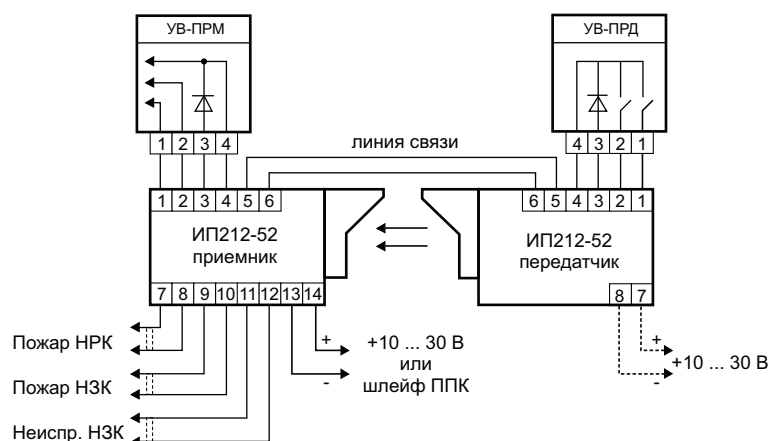 УВ-ПРМ
УВ-ПРД
1 2 3 4
4 3 2 1
линия связи
1 2 3 4 5 6
6 5 4 3 2 1
ИП212-52
приемник
ИП212-52
передатчик
7 8 9 10 11 12 13 14
8 7
Пожар НРК
Пожар НЗК
Неиспр. НЗК
+
-
+10 ... 30 В
или
шлейф ППК
+
-
+10 ... 30 В